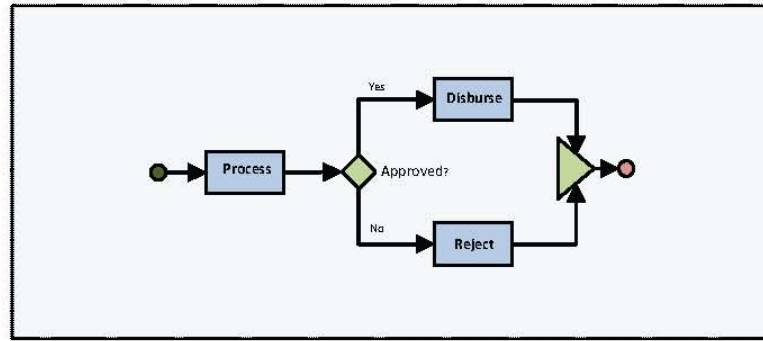 Yes
Disburse
Process
Approved?
No
Reject